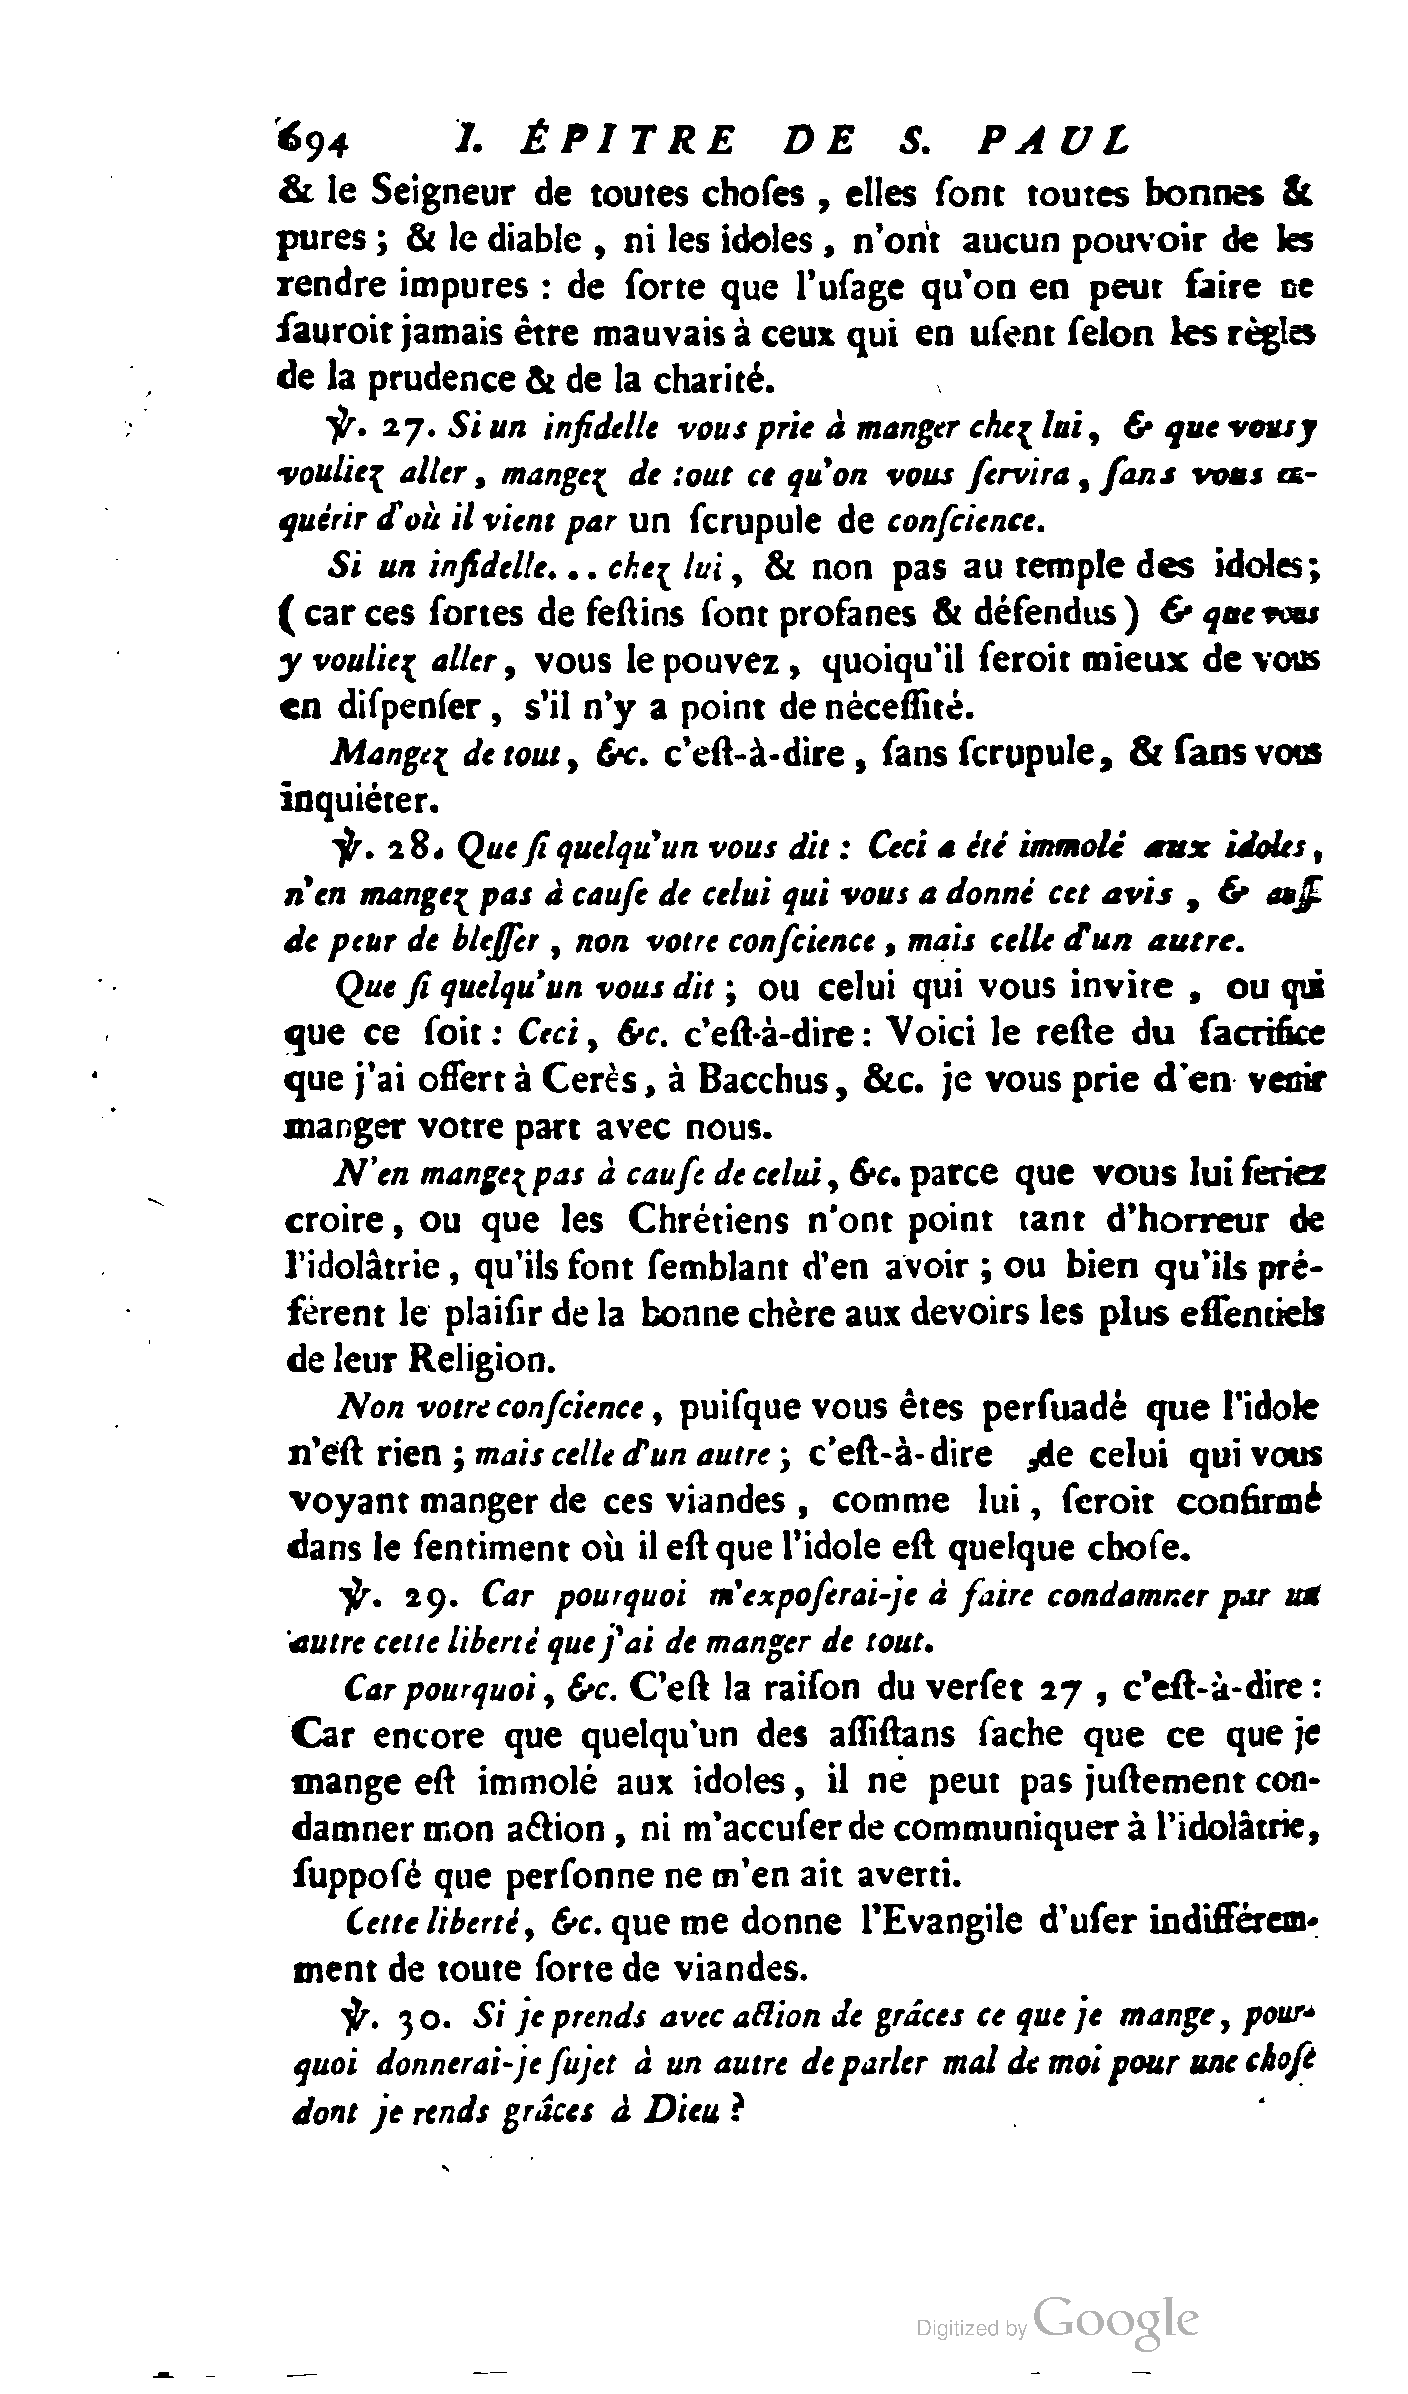 694 I. ÉPITRE DE S. PAUL
& le Seigneur de toutes choſes , elles ſont toutes bonnes &
pures ; & le diable , ni les idoles , n'ont aucun pouvoir de les
rendre impures : de ſorte que l'uſage qu'on en peut faire ne
ſauroit jamais être mauvais à ceux qui en uſent ſelon les règles
de la prudence & de la charité.
℣. 27. Si un infidelle vous prie à manger chez lui, & que vous y
vouliez aller , mangez de tout ce qu'on vous ſervira , ſans vous en-
quérir d'où il vient par un ſcrupule de conſcience.
Si un infidelle... chez lui, & non pas au temple des idoles;
( car ces ſortes de feſtins ſont profanes & défendus ) & que vous
y vouliez aller, vous le pouvez , quoiqu'il ſeroit mieux de vous
en diſpenſer , s'il n'y a point de néceſſité.
Mangez de tout, &c. c'eſt-à-dire , ſans ſcrupule, & ſans vous
inquiéter.
℣. 28. Que ſi quelqu'un vous dit : Ceci a été immolé aux idoles,
n'en mangez pas à cauſe de celui qui vous a donné cet avis , & auſſi
de peur de bleſſer , non votre conſcience , mais celle d'un autre.
Que ſi quelqu'un vous dit ; ou celui qui vous invite , ou qui
que ce ſoit : Ceci, &c. c'eſt-à-dire : Voici le reſte du ſacrifice
que j'ai offert à Cerès, à Bacchus, &c. je vous prie d'en venir
manger votre part avec nous.
N'en mangez pas à cauſe de celui, &c. parce que vous lui feriez
croire, ou que les Chrétiens n'ont point tant d'horreur de
l'idolâtrie, qu'ils font ſemblant d'en avoir ; ou bien qu'ils pré-
fèrent le plaiſir de la bonne chère aux devoirs les plus eſſentiels
de leur Religion.
Non votre conſcience, puiſque vous êtes perſuadé que l'idole
n'eſt rien ; mais celle d'un autre ; c'eſt-à-dire , de celui qui vous
voyant manger de ces viandes , comme lui, ſeroit confirmé
dans le ſentiment où il eſt que l'idole eſt quelque choſe.
℣. 29. Car pourquoi m'expoſerai-je à faire condamner par un
autre cette liberté que j'ai de manger de tout.
Car pourquoi, &c. C'eſt la raiſon du verſet 27 , c'eſt-à-dire :
Car encore que quelqu'un des aſſiſtans ſache que ce que je
mange eſt immolé aux idoles, il ne peut pas juſtement con-
damner mon action , ni m'accuſer de communiquer à l'idolâtrie,
ſuppoſé que perſonne ne m'en ait averti.
Cette liberté, &c. que me donne l'Evangile d'uſer indifférem-
ment de toute ſorte de viandes.
℣. 30. Si je prends avec action de grâces ce que je mange, pour-
quoi donnerai-je ſujet à un autre de parler mal de moi pour une choſe
dont je rends grâces à Dieu ?
Digitized by Google